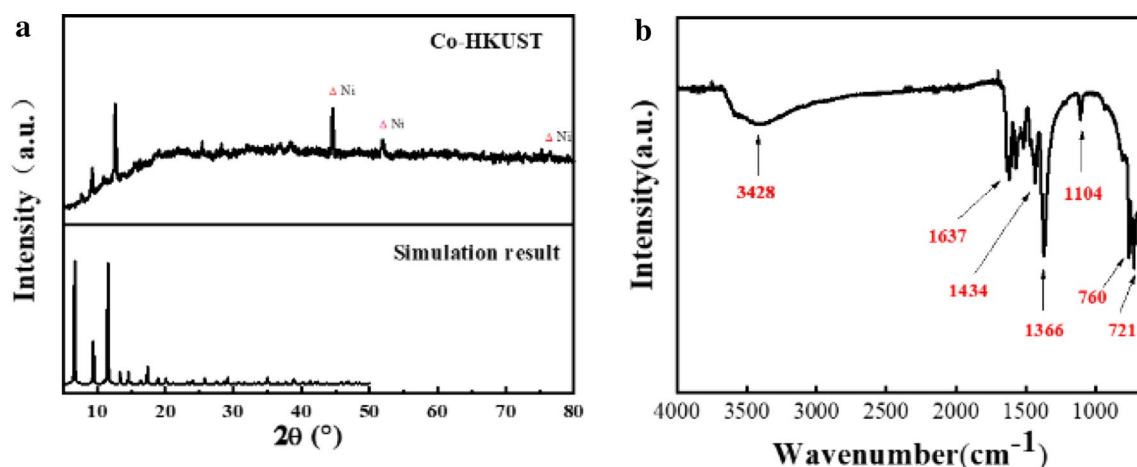 a
Co-HKUST
△ Ni
△ Ni
△ Ni
Intensity (a.u.)
Simulation result
10 20 30 40 50 60 70 80
2θ (°)
b
Intensity(a.u.)
3428
1637
1434
1366
1104
760
721
4000 3500 3000 2500 2000 1500 1000
Wavenumber(cm-1)